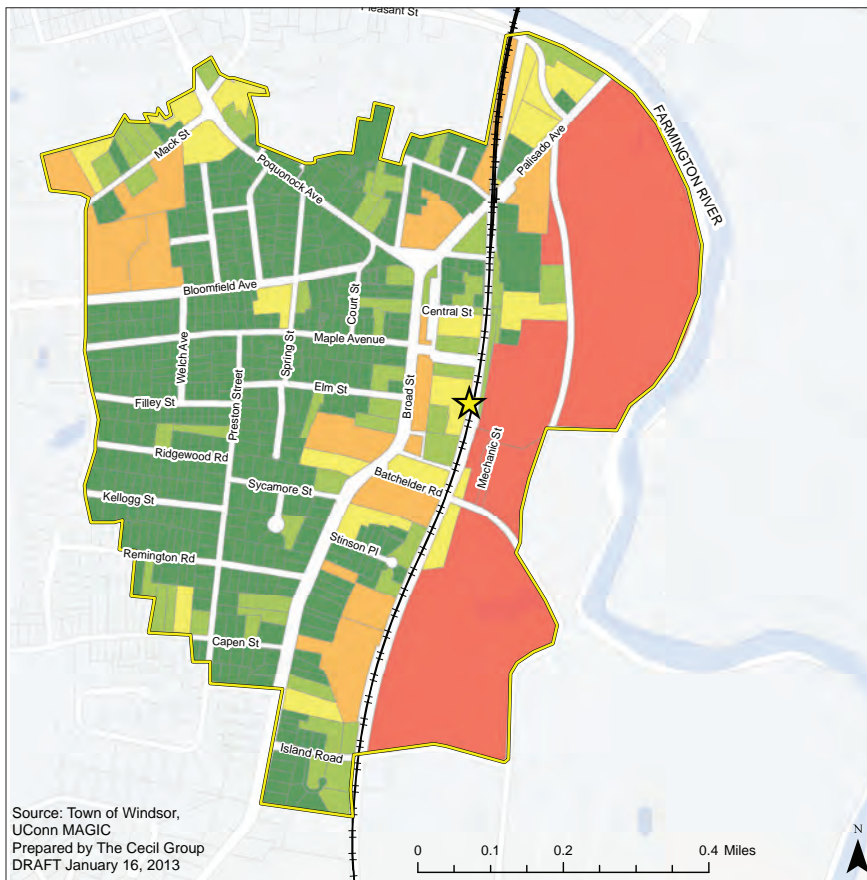 Pleasant St
FARMINGTON RIVER
Palisado Ave
Mack St
Poquonock Ave
Bloomfield Ave
Court St
Central St
Welch Ave
Spring St
Maple Avenue
Broad St
Elm St
Preston Street
Filley St
Ridgewood Rd
Mechanic St
Batchelder Rd
Sycamore St
Kellogg St
Stinson Pl
Remington Rd
Capen St
Island Road
Source: Town of Windsor,
UConn MAGIC
Prepared by The Cecil Group
DRAFT January 16, 2013
0 0.1 0.2 0.4 Miles
N